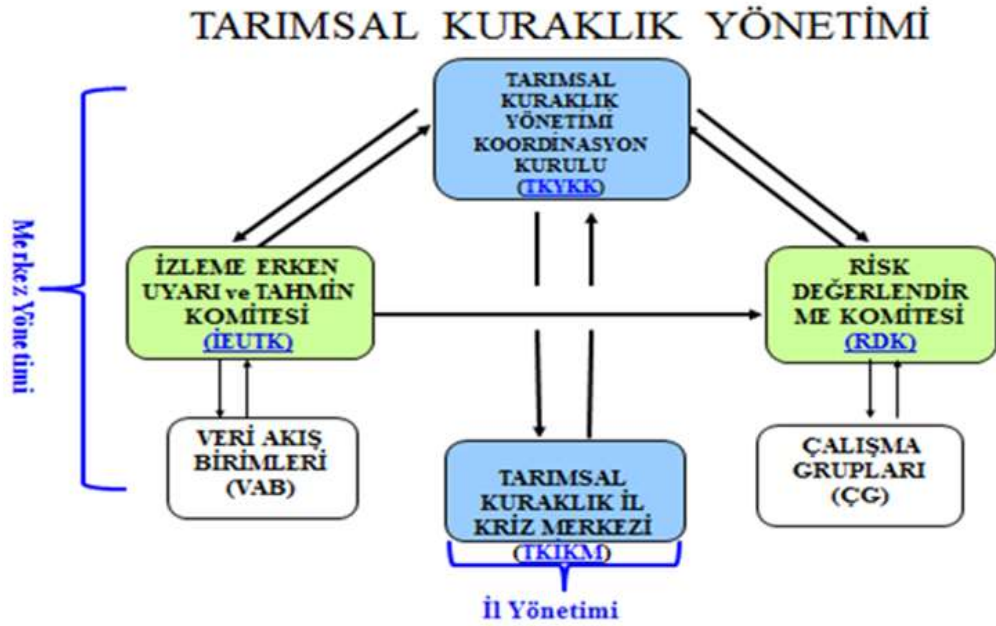 TARIMSAL KURAKLIK YÖNETİMİ
TARIMSAL
KURAKLIK
YÖNETİMİ
KOORDİNASYON
KURULU
(TKYKK)
Merkez Yönetimi
İZLEME ERKEN
UYARI ve TAHMİN
KOMİTESİ
(İEUTK)
RİSK
DEĞERLENDİR
ME KOMİTESİ
(RDK)
VERİ AKIŞ
BİRİMLERİ
(VAB)
TARIMSAL
KURAKLIK İL
KRİZ MERKEZİ
(TKİKM)
ÇALIŞMA
GRUPLARI
(ÇG)
İl Yönetimi